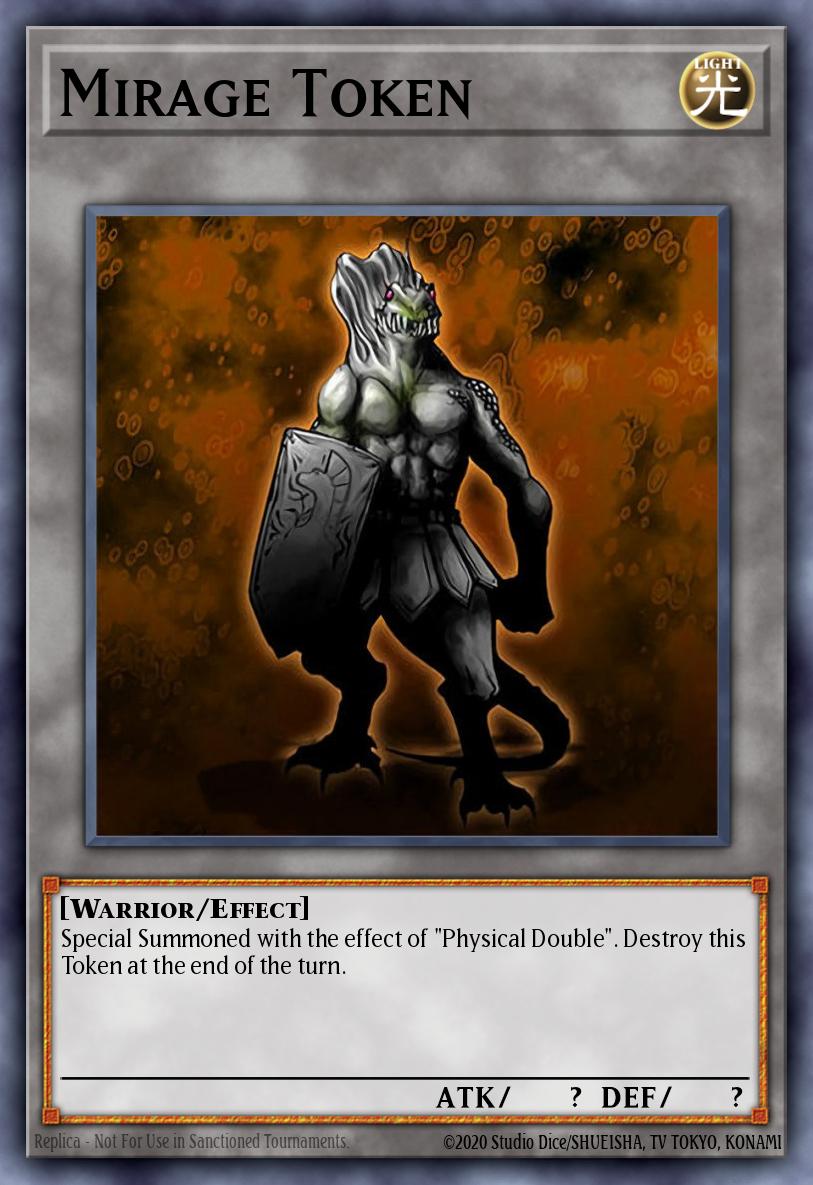 Mirage Token
LIGHT
光
[Warrior/Effect]
Special Summoned with the effect of "Physical Double". Destroy this
Token at the end of the turn.
ATK/ ? DEF/ ?
Replica - Not For Use in Sanctioned Tournaments.
©2020 Studio Dice/SHUEISHA, TV TOKYO, KONAMI